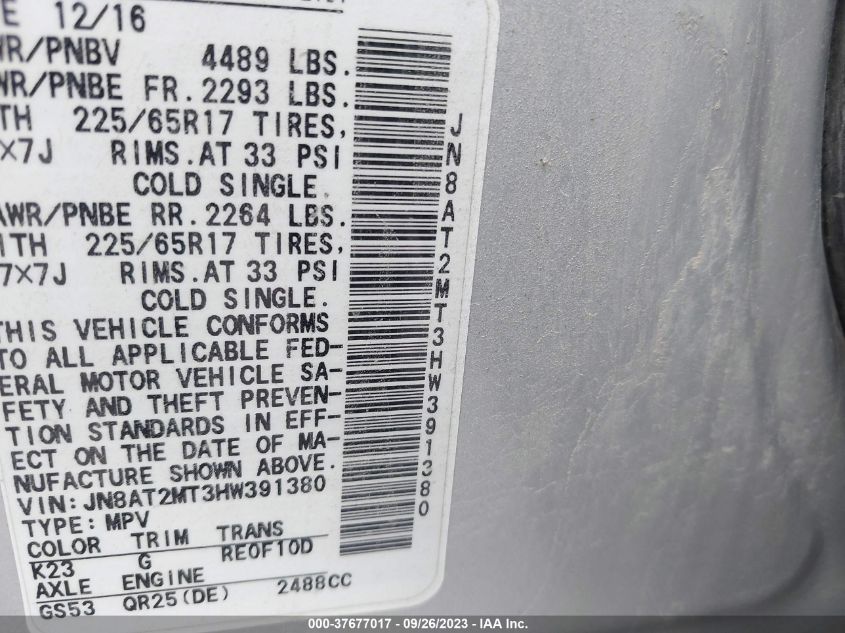 E 12/16
WR/PNBV 4489 LBS.
WR/PNBE FR. 2293 LBS.
TH 225/65R17 TIRES,
X7J RIMS. AT 33 PSI
COLD SINGLE.
AWR/PNBE RR. 2264 LBS.
ITH 225/65R17 TIRES,
7X7J RIMS. AT 33 PSI
COLD SINGLE.
THIS VEHICLE CONFORMS
TO ALL APPLICABLE FED-
ERAL MOTOR VEHICLE SA-
FETY AND THEFT PREVEN-
TION STANDARDS IN EFF-
ECT ON THE DATE OF MA-
NUFACTURE SHOWN ABOVE.
VIN: JN8AT2MT3HW391380
TYPE: MPV
COLOR TRIM TRANS
K23 G RE0F10D
AXLE ENGINE
GS53 QR25(DE) 2488CC
JN8AT2MT3HW391380
000-37677017 - 09/26/2023 - IAA Inc.